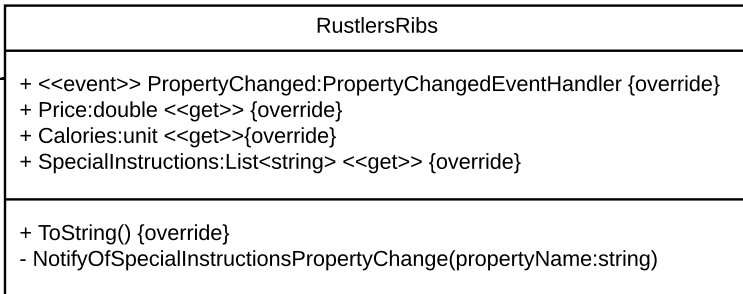 RustlersRibs
+ <<event>> PropertyChanged:PropertyChangedEventHandler {override}
+ Price:double <<get>> {override}
+ Calories:unit <<get>>{override}
+ SpecialInstructions:List<string> <<get>> {override}
+ ToString() {override}
- NotifyOfSpecialInstructionsPropertyChange(propertyName:string)